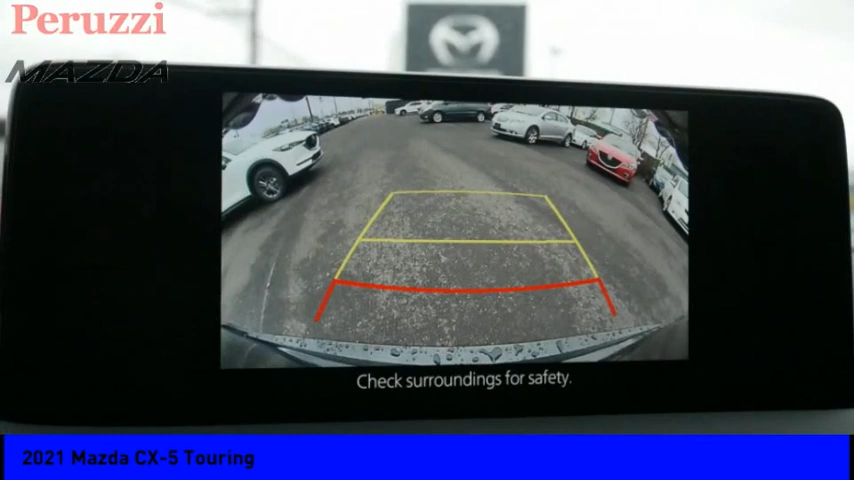 Peruzzi
MAZDA
Check surroundings for safety.
2021 Mazda CX-5 Touring